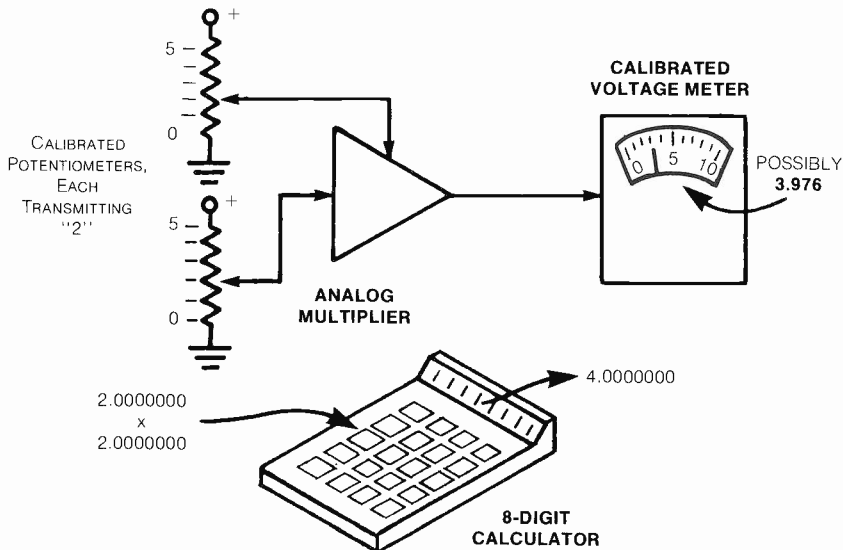 +
5
0
CALIBRATED
POTENTIOMETERS,
EACH
TRANSMITTING
"2"
+
5
0
ANALOG
MULTIPLIER
CALIBRATED
VOLTAGE METER
0 5 10
POSSIBLY
3.976
2.0000000
x
2.0000000
4.0000000
8-DIGIT
CALCULATOR